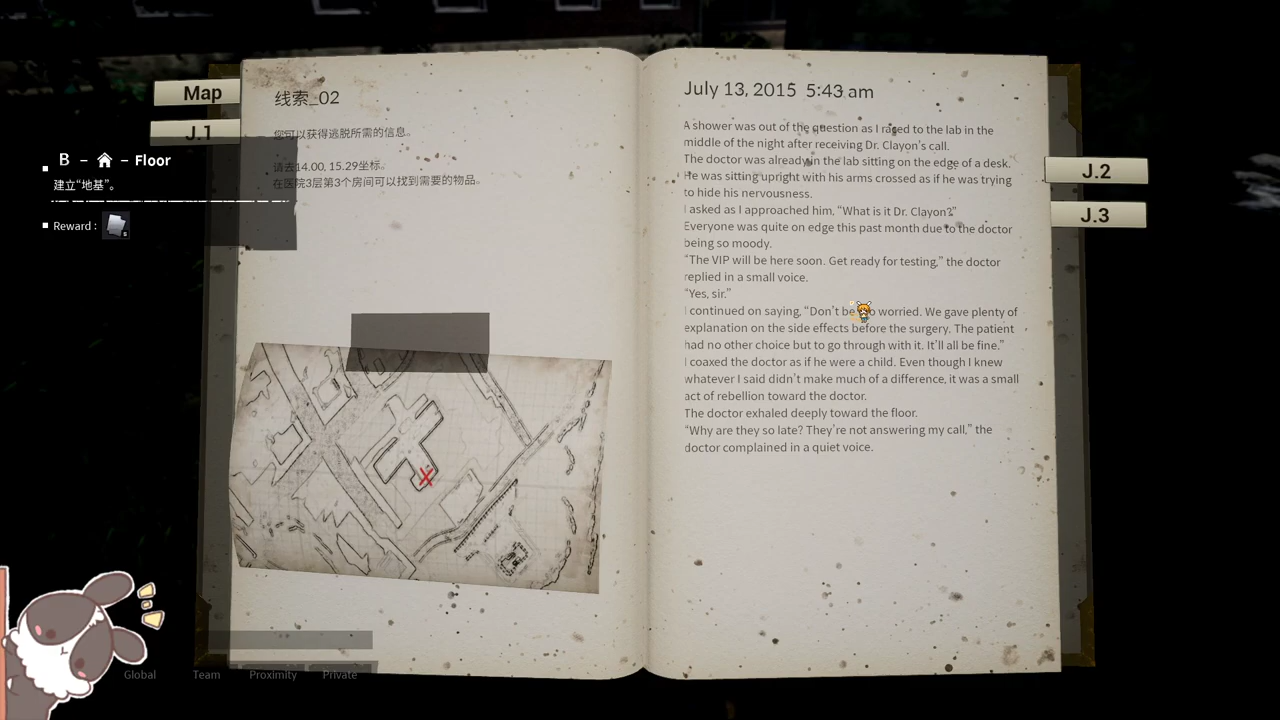 Map
J.1
B - Floor
建立“地基”。
Reward :
线索_02
您可以获得逃脱所需的信息。
请去14.00, 15.29坐标。
在医院3层第3个房间可以找到需要的物品。
July 13, 2015 5:43 am
A shower was out of the question as I raced to the lab in the
middle of the night after receiving Dr. Clayon's call.
The doctor was already in the lab sitting on the edge of a desk.
He was sitting upright with his arms crossed as if he was trying
to hide his nervousness.
I asked as I approached him, “What is it Dr. Clayon?”
Everyone was quite on edge this past month due to the doctor
being so moody.
“The VIP will be here soon. Get ready for testing,” the doctor
replied in a small voice.
“Yes, sir.”
I continued on saying, “Don't be worried. We gave plenty of
explanation on the side effects before the surgery. The patient
had no other choice but to go through with it. It'll all be fine.”
I coaxed the doctor as if he were a child. Even though I knew
whatever I said didn't make much of a difference, it was a small
act of rebellion toward the doctor.
The doctor exhaled deeply toward the floor.
“Why are they so late? They're not answering my call,” the
doctor complained in a quiet voice.
J.2
J.3
Global Team Proximity Private